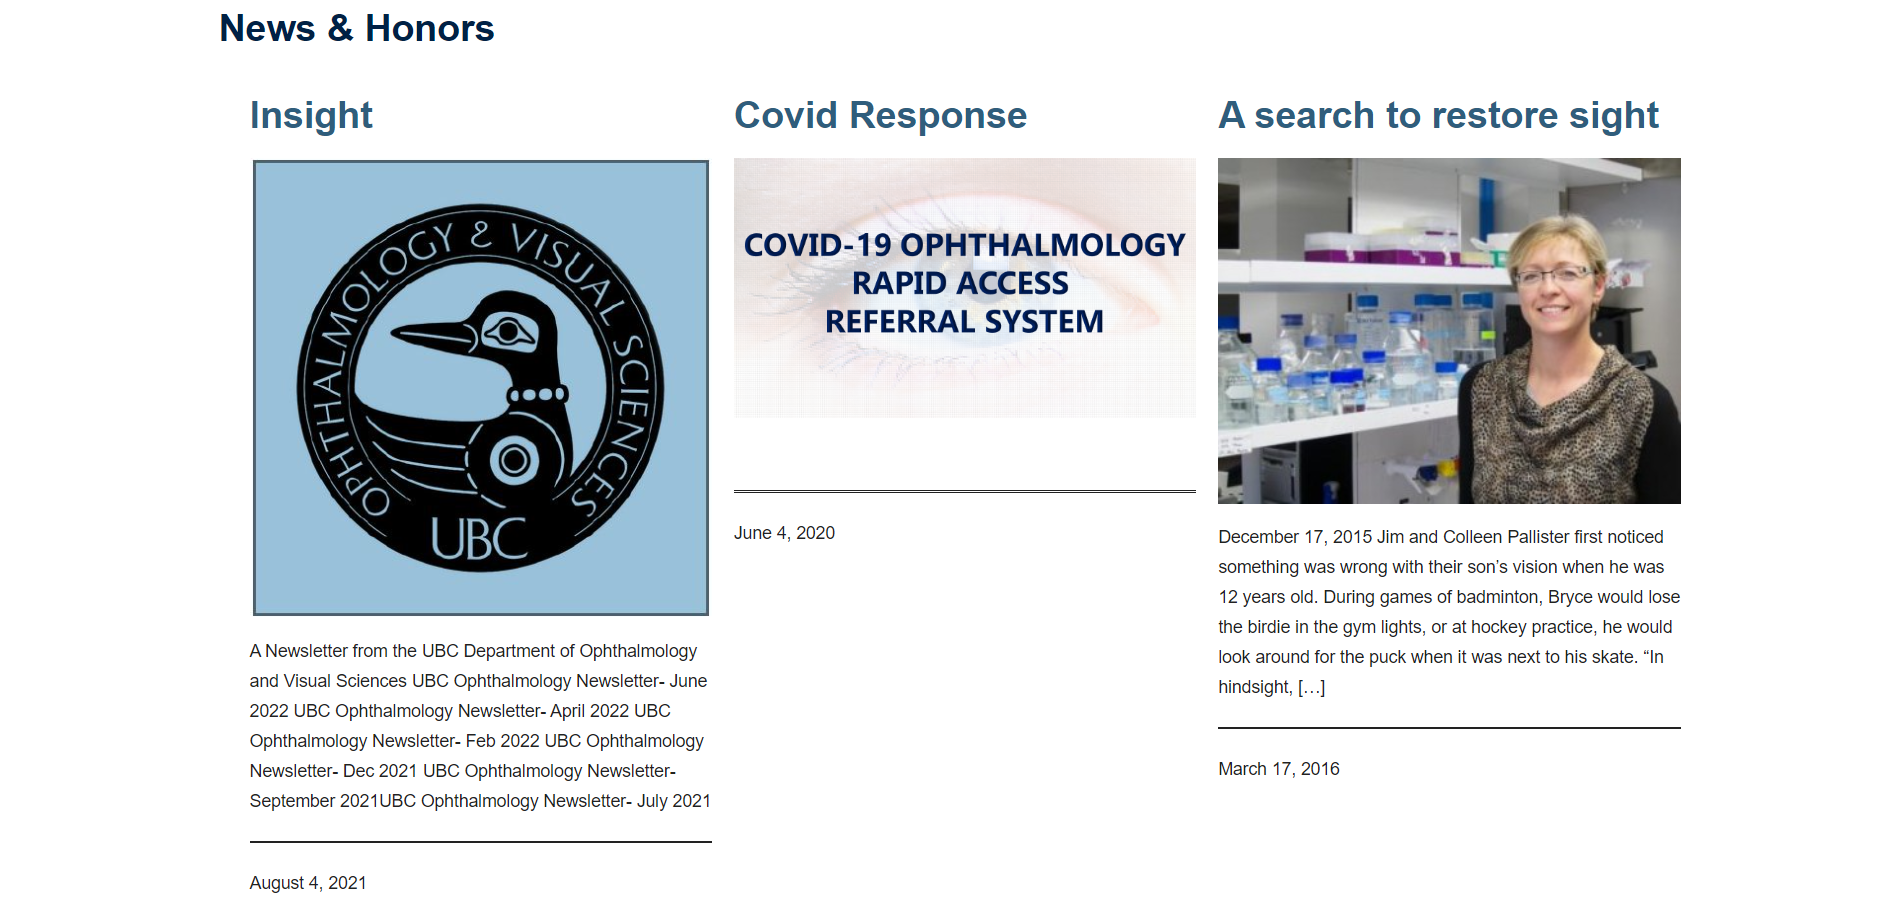 News & Honors
Insight
OPHTHALMOLOGY & VISUAL SCIENCES
UBC
A Newsletter from the UBC Department of Ophthalmology
and Visual Sciences UBC Ophthalmology Newsletter- June
2022 UBC Ophthalmology Newsletter- April 2022 UBC
Ophthalmology Newsletter- Feb 2022 UBC Ophthalmology
Newsletter- Dec 2021 UBC Ophthalmology Newsletter-
September 2021UBC Ophthalmology Newsletter- July 2021
August 4, 2021
Covid Response
COVID-19 OPHTHALMOLOGY
RAPID ACCESS
REFERRAL SYSTEM
June 4, 2020
A search to restore sight
December 17, 2015 Jim and Colleen Pallister first noticed
something was wrong with their son’s vision when he was
12 years old. During games of badminton, Bryce would lose
the birdie in the gym lights, or at hockey practice, he would
look around for the puck when it was next to his skate. “In
hindsight, […]
March 17, 2016